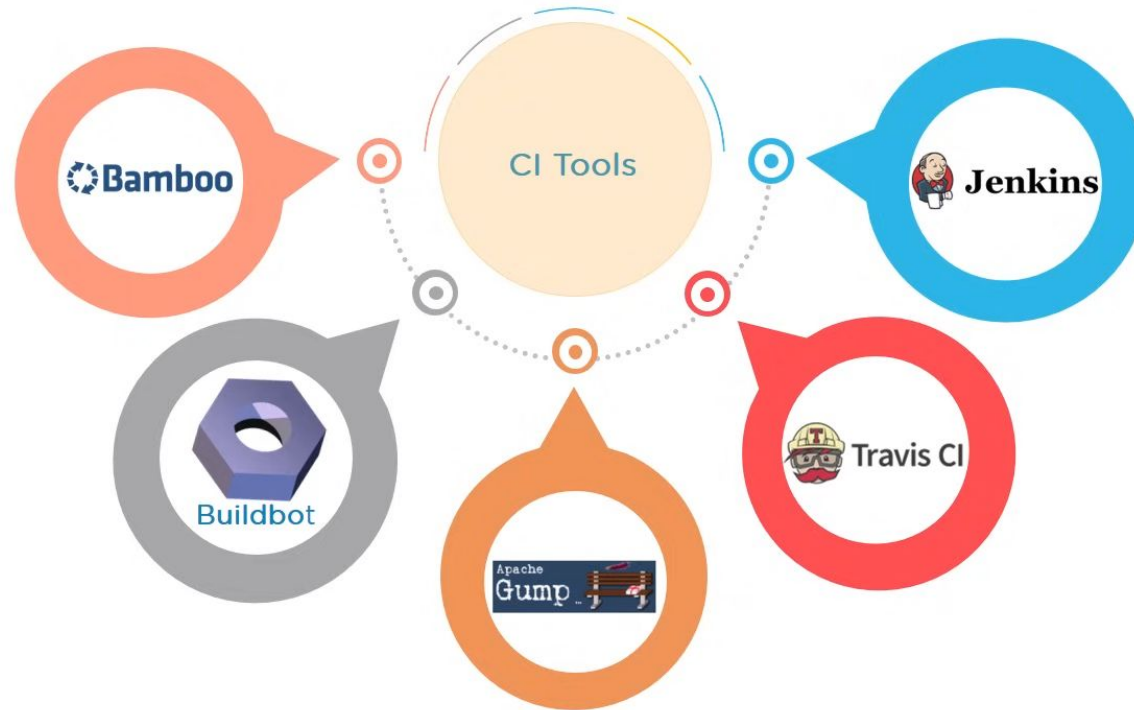 CI Tools
Bamboo
Jenkins
Buildbot
T
Travis CI
Apache
Gump ...